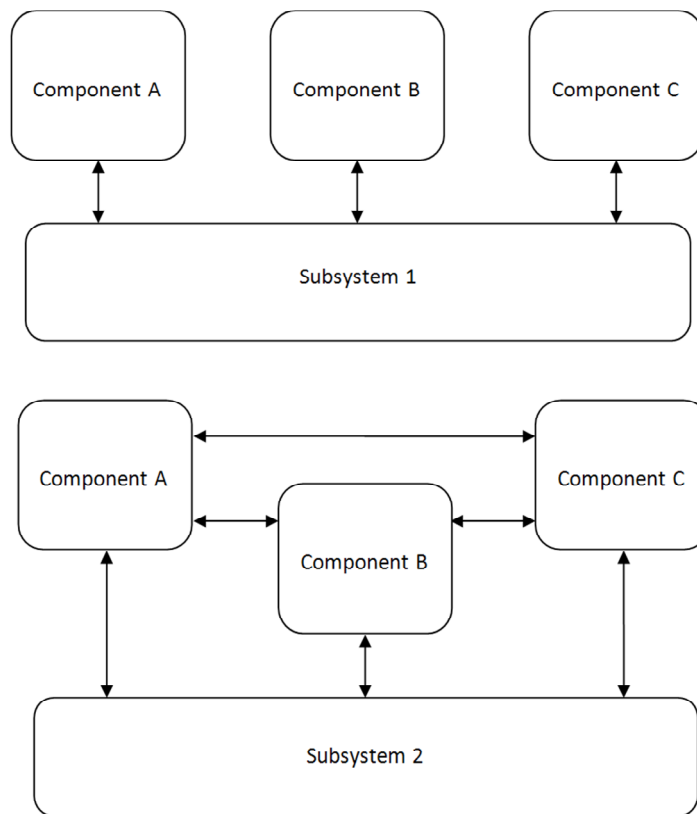 Component A
Component B
Component C
Subsystem 1
Component A
Component C
Component B
Subsystem 2